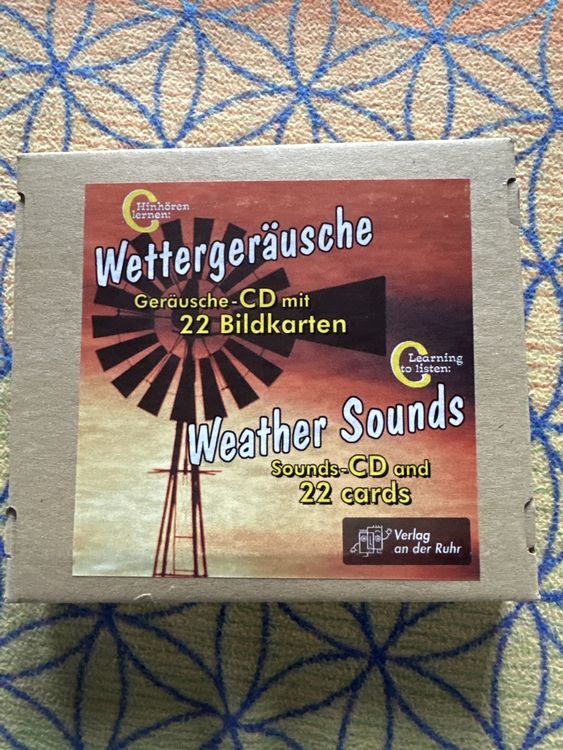 Hinhören
lernen:
Wettergeräusche
Geräusche-CD mit
22 Bildkarten
Learning
to listen:
Weather Sounds
Sounds-CD and
22 cards
Verlag
an der Ruhr